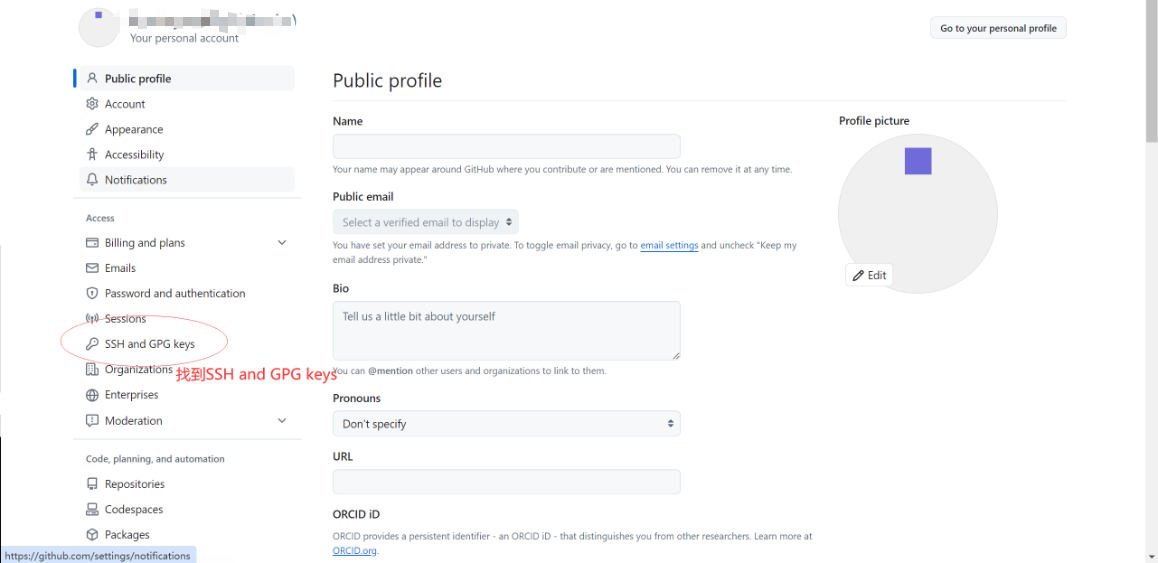 Your personal account
Go to your personal profile
Public profile
Account
Appearance
Accessibility
Notifications
Access
Billing and plans
Emails
Password and authentication
Sessions
SSH and GPG keys
Organizations
找到SSH and GPG keys
Enterprises
Moderation
Code, planning, and automation
Repositories
Codespaces
Packages
https://github.com/settings/notifications
Public profile
Name
Your name may appear around GitHub where you contribute or are mentioned. You can remove it at any time.
Public email
Select a verified email to display
You have set your email address to private. To toggle email privacy, go to email settings and uncheck "Keep my
email address private."
Bio
Tell us a little bit about yourself
You can @mention other users and organizations to link to them.
Pronouns
Don't specify
URL
ORCID iD
ORCID provides a persistent identifier - an ORCID iD - that distinguishes you from other researchers. Learn more at
ORCID.org.
Profile picture
Edit